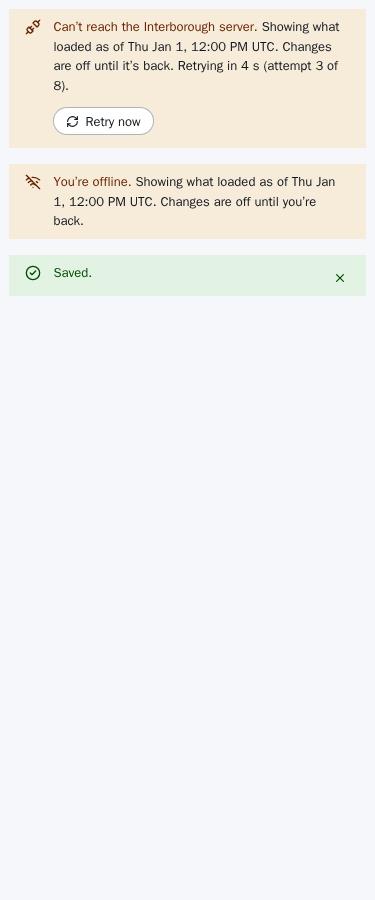 Can’t reach the Interborough server. Showing what
loaded as of Thu Jan 1, 12:00 PM UTC. Changes
are off until it’s back. Retrying in 4 s (attempt 3 of
8).
Retry now
You’re offline. Showing what loaded as of Thu Jan
1, 12:00 PM UTC. Changes are off until you’re
back.
Saved.